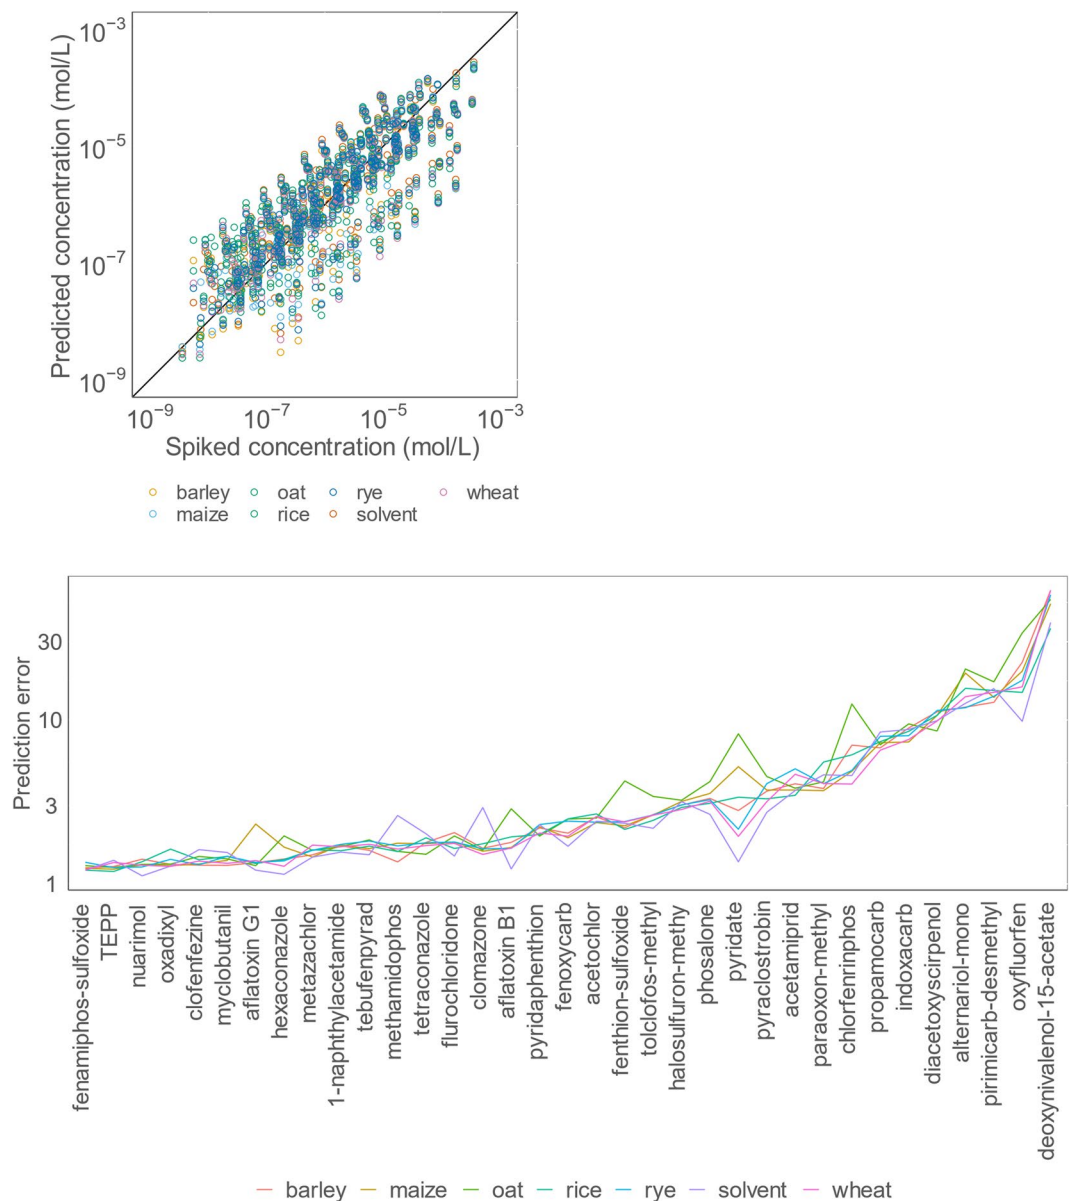 Predicted concentration (mol/L)
10−3
10−5
10−7
10−9
10−9 10−7 10−5 10−3
Spiked concentration (mol/L)
barley oat rye wheat
maize rice solvent
Prediction error
30
10
3
1
fenamiphos-sulfoxide
TEPP
nuarimol
oxadixyl
clofenfezine
myclobutanil
aflatoxin G1
hexaconazole
metazachlor
1-naphthylacetamide
tebufenpyrad
methamidophos
tetraconazole
flurochloridone
clomazone
aflatoxin B1
pyridaphenthion
fenoxycarb
acetochlor
fenthion-sulfoxide
tolclofos-methyl
halosulfuron-methy
phosalone
pyridate
pyraclostrobin
acetamiprid
paraoxon-methyl
chlorfenrinphos
propamocarb
indoxacarb
diacetoxyscirpenol
alternariol-mono
pirimicarb-desmethyl
oxyfluorfen
deoxynivalenol-15-acetate
barley maize oat rice rye solvent wheat